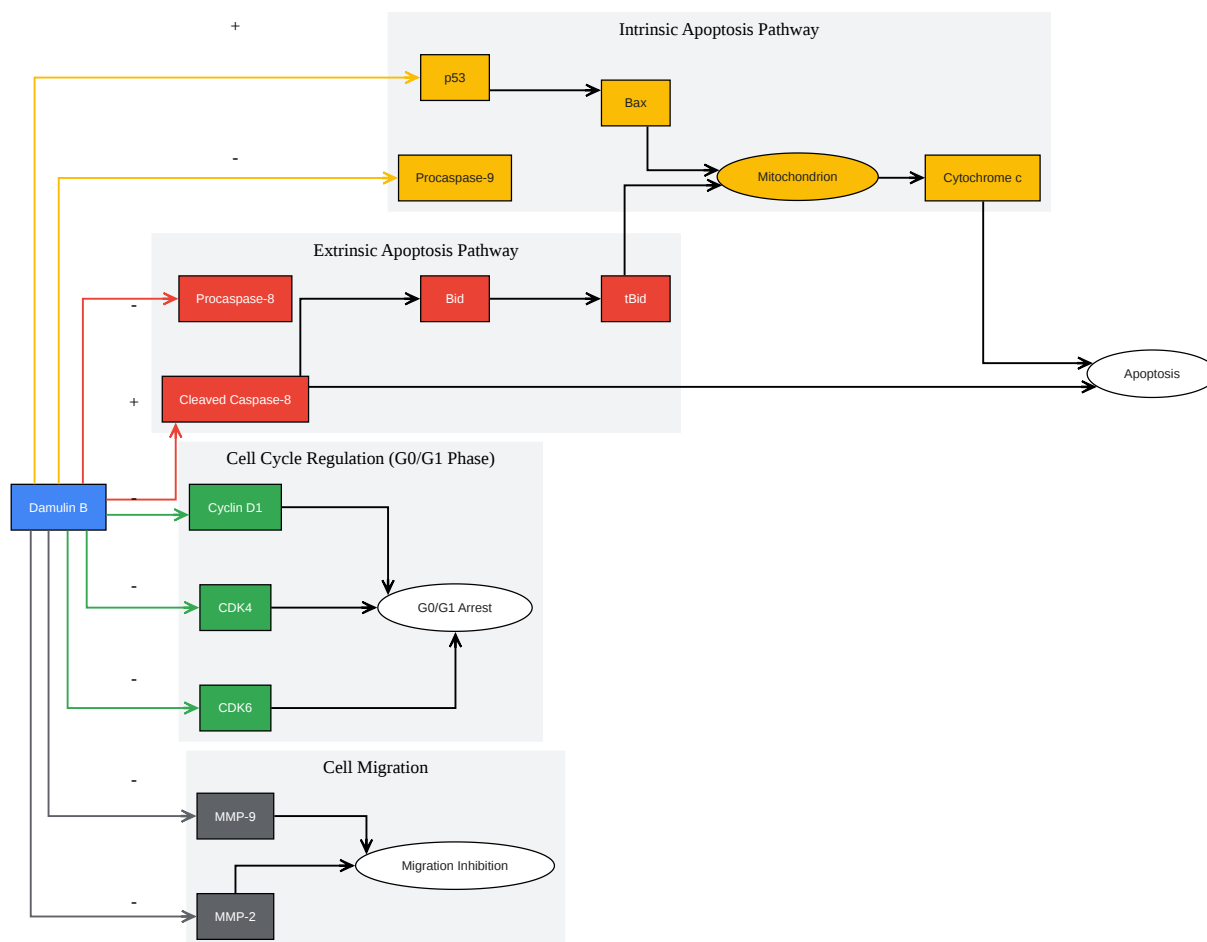 +
Intrinsic Apoptosis Pathway
p53
Bax
-
Procaspase-9
Mitochondrion
Cytochrome c
Extrinsic Apoptosis Pathway
-
Procaspase-8
Bid
tBid
Apoptosis
+
Cleaved Caspase-8
Cell Cycle Regulation (G0/G1 Phase)
Damulin B
-
Cyclin D1
-
CDK4
G0/G1 Arrest
-
CDK6
Cell Migration
-
MMP-9
Migration Inhibition
-
MMP-2